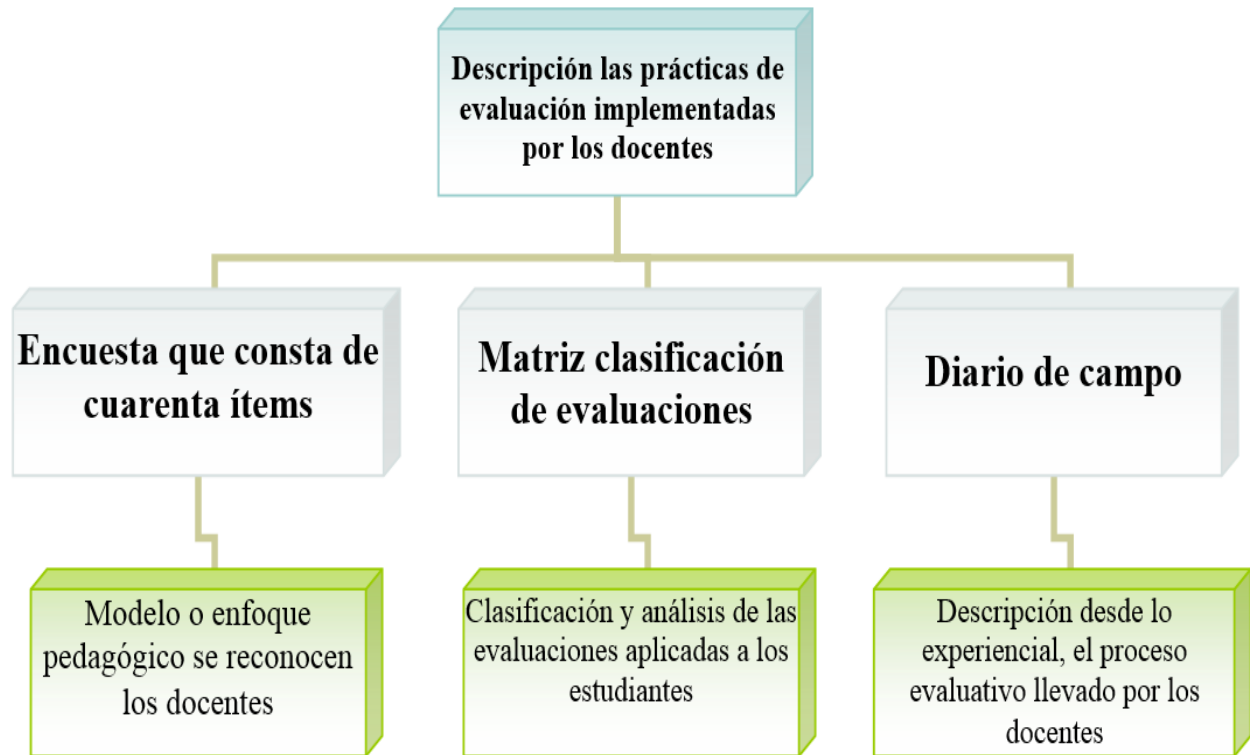 Descripción las prácticas de
evaluación implementadas
por los docentes
Encuesta que consta de
cuarenta ítems
Matriz clasificación
de evaluaciones
Diario de campo
Modelo o enfoque
pedagógico se reconocen
los docentes
Clasificación y análisis de las
evaluaciones aplicadas a los
estudiantes
Descripción desde lo
experiencial, el proceso
evaluativo llevado por los
docentes